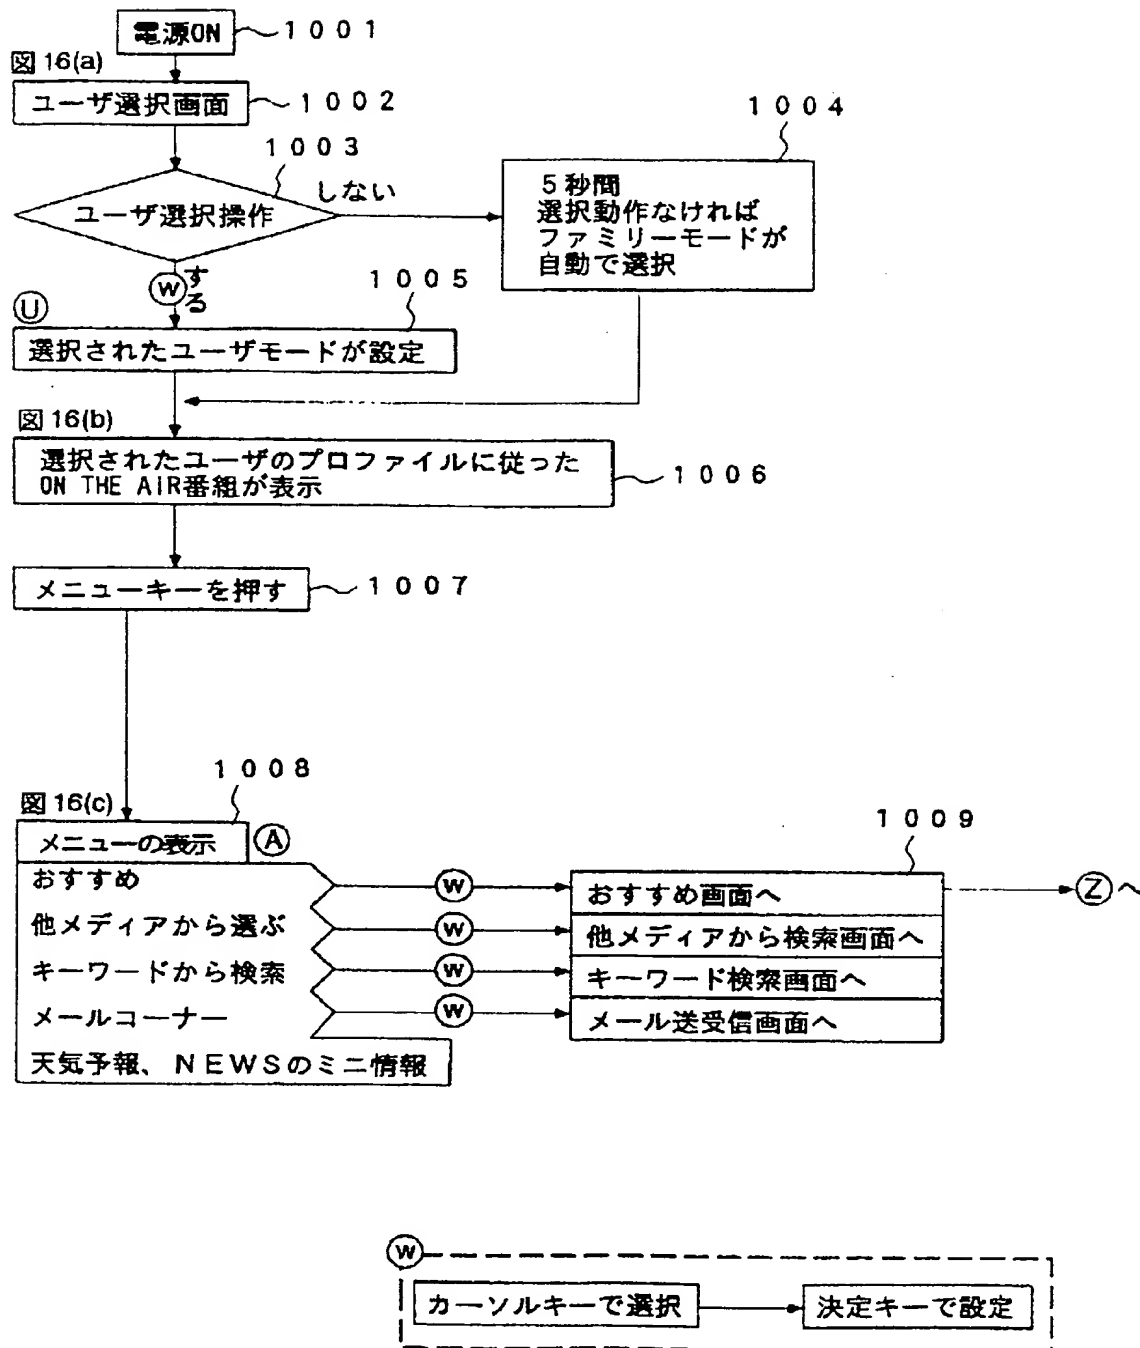 電源ON
1001
図16(a)
ユーザ選択画面
1002
1003
ユーザ選択操作
しない
1004
5秒間
選択動作なければ
ファミリーモードが
自動で選択
W
する
U
1005
選択されたユーザモードが設定
図16(b)
選択されたユーザのプロファイルに従った
ON THE AIR番組が表示
1006
メニューキーを押す
1007
1008
図16(c)
メニューの表示
A
おすすめ
他メディアから選ぶ
キーワードから検索
メールコーナー
天気予報、NEWSのミニ情報
W
W
W
W
1009
おすすめ画面へ
他メディアから検索画面へ
キーワード検索画面へ
メール送受信画面へ
Zへ
W
カーソルキーで選択
決定キーで設定